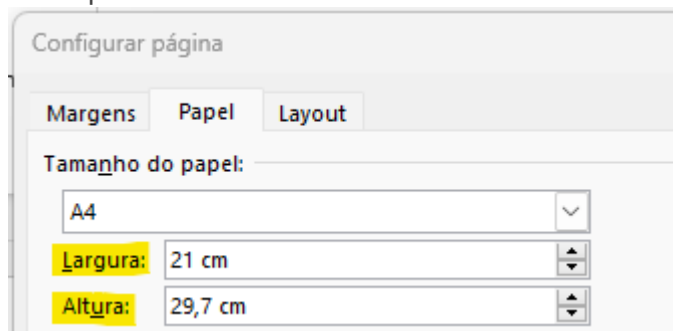 Configurar página
Margens Papel Layout
Tamanho do papel:
A4
Largura: 21 cm
Altura: 29,7 cm